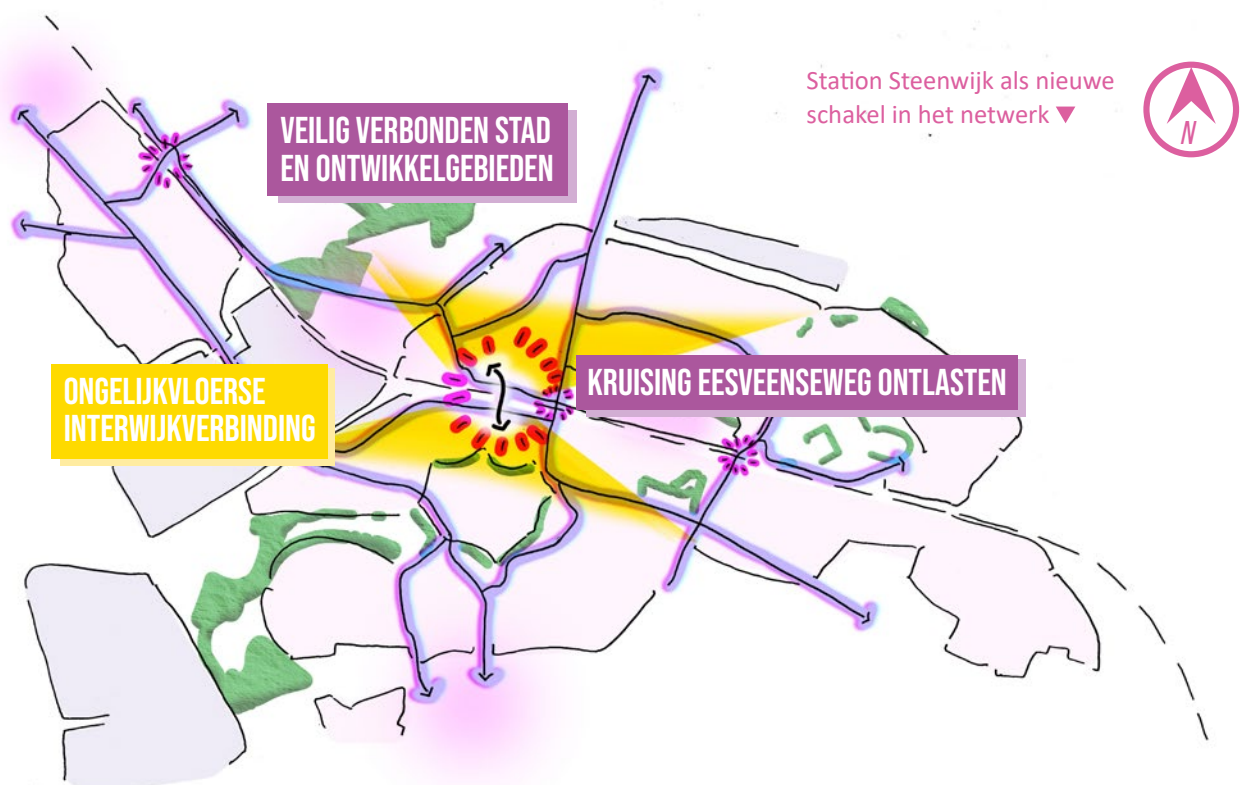 Station Steenwijk als nieuwe
schakel in het netwerk ▼
N
VEILIG VERBONDEN STAD
EN ONTWIKKELGEBIEDEN
KRUISING EESVEENSEWEG ONTLASTEN
ONGELIJKVLOERSE
INTERWIJKVERBINDING